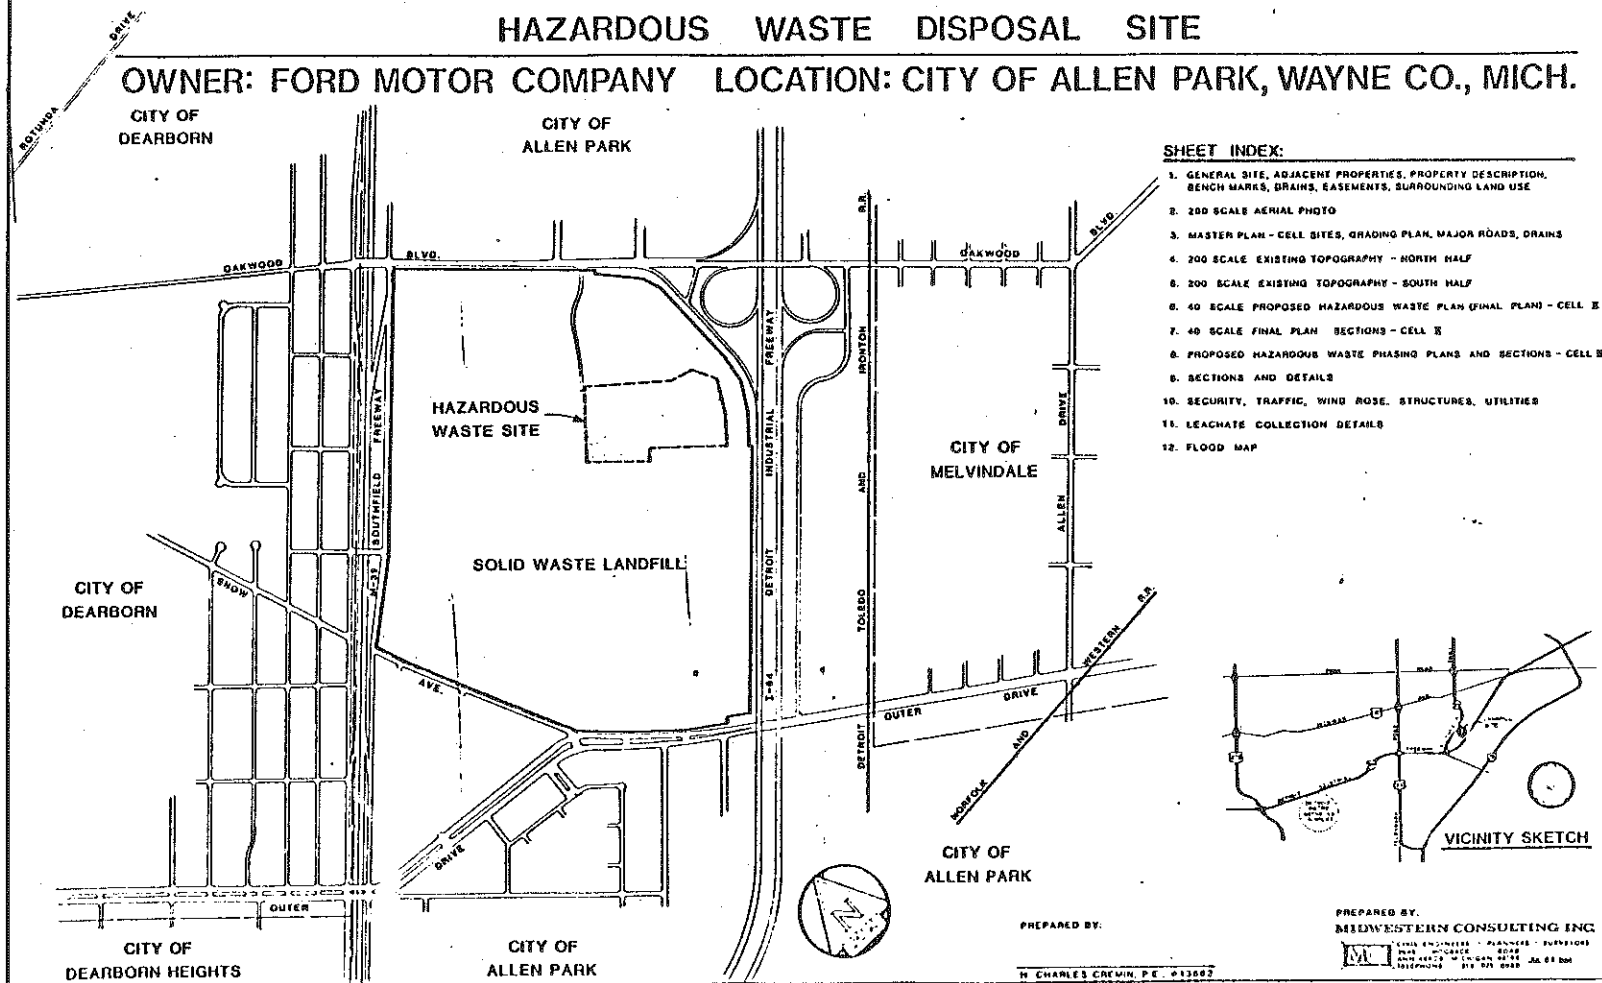 HAZARDOUS WASTE DISPOSAL SITE
OWNER: FORD MOTOR COMPANY LOCATION: CITY OF ALLEN PARK, WAYNE CO., MICH.
ROTUNDA DRIVE
CITY OF
DEARBORN
CITY OF
ALLEN PARK
SHEET INDEX:
1. GENERAL SITE, ADJACENT PROPERTIES, PROPERTY DESCRIPTION,
BENCH MARKS, DRAINS, EASEMENTS, SURROUNDING LAND USE
2. 200 SCALE AERIAL PHOTO
3. MASTER PLAN - CELL SITES, GRADING PLAN, MAJOR ROADS, DRAINS
4. 200 SCALE EXISTING TOPOGRAPHY - NORTH HALF
5. 200 SCALE EXISTING TOPOGRAPHY - SOUTH HALF
6. 40 SCALE PROPOSED HAZARDOUS WASTE PLAN (FINAL PLAN) - CELL II
7. 40 SCALE FINAL PLAN SECTIONS - CELL II
8. PROPOSED HAZARDOUS WASTE PHASING PLANS AND SECTIONS - CELL II
9. SECTIONS AND DETAILS
10. SECURITY, TRAFFIC, WIND ROSE, STRUCTURES, UTILITIES
11. LEACHATE COLLECTION DETAILS
12. FLOOD MAP
OAKWOOD BLVD.
OAKWOOD BLVD.
M-39 SOUTHFIELD FREEWAY
I-94 DETROIT INDUSTRIAL FREEWAY
DETROIT TOLEDO AND IRONTON R.R.
ALLEN DRIVE
HAZARDOUS
WASTE SITE
CITY OF
MELVINDALE
SOLID WASTE LANDFILL
CITY OF
DEARBORN
SNOW AVE.
OUTER DRIVE
NORFOLK AND WESTERN R.R.
OUTER DRIVE
CITY OF
ALLEN PARK
N
VICINITY SKETCH
CITY OF
DEARBORN HEIGHTS
CITY OF
ALLEN PARK
PREPARED BY:
H CHARLES CREMIN, P.E.
PREPARED BY:
MIDWESTERN CONSULTING INC
CIVIL ENGINEERS - PLANNERS - SURVEYORS